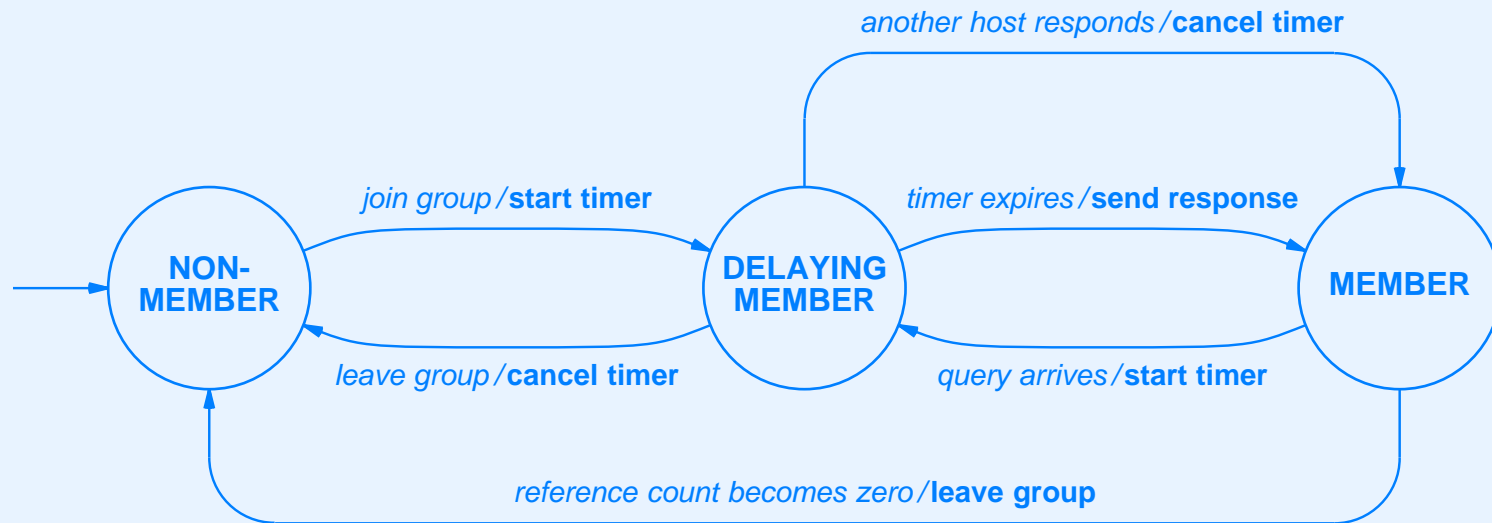 another host responds / cancel timer
join group / start timer
timer expires / send response
NON-
MEMBER
DELAYING
MEMBER
MEMBER
leave group / cancel timer
query arrives / start timer
reference count becomes zero / leave group